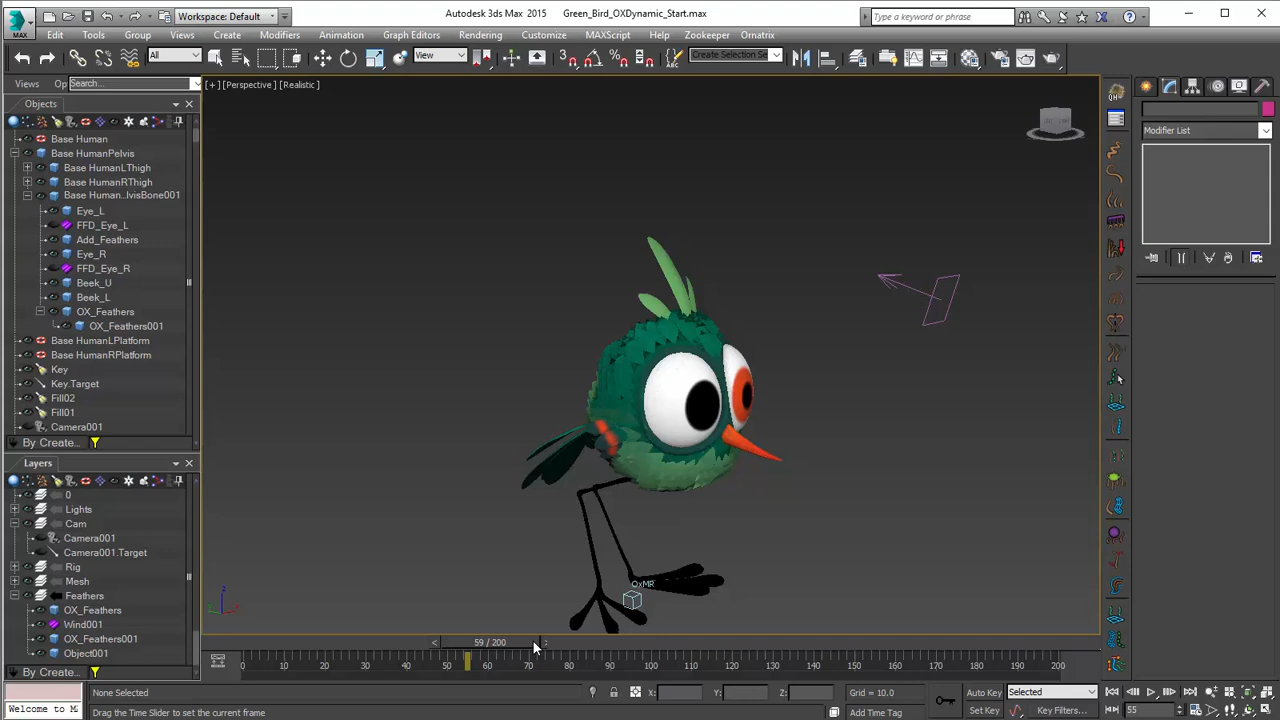 Workspace: Default
Autodesk 3ds Max 2015 Green_Bird_OXDynamic_Start.max
Type a keyword or phrase
MAX
Edit Tools Group Views Create Modifiers Animation Graph Editors Rendering Customize MAXScript Help Zookeeper Ornatrix
All
View
Create Selection Se
Views Op Search...
[+] [Perspective ] [Realistic ]
Objects
Modifier List
Base Human
Base HumanPelvis
Base HumanLThigh
Base HumanRThigh
Base Human...lvisBone001
Eye_L
FFD_Eye_L
Add_Feathers
Eye_R
FFD_Eye_R
Beek_U
Beek_L
OX_Feathers
OX_Feathers001
Base HumanLPlatform
Base HumanRPlatform
Key
Key.Target
Fill02
Fill01
Camera001
By Create...
Layers
0
Lights
Cam
Camera001
Camera001.Target
Rig
Mesh
Feathers
OX_Feathers
Wind001
OX_Feathers001
Object001
By Create...
OxMR
z
< 59 / 200 >
0 10 20 30 40 50 60 70 80 90 100 110 120 130 140 150 160 170 180 190 200
None Selected X: Y: Z: Grid = 10.0 Auto Key Selected
Welcome to M Drag the Time Slider to set the current frame Add Time Tag Set Key Key Filters... 55